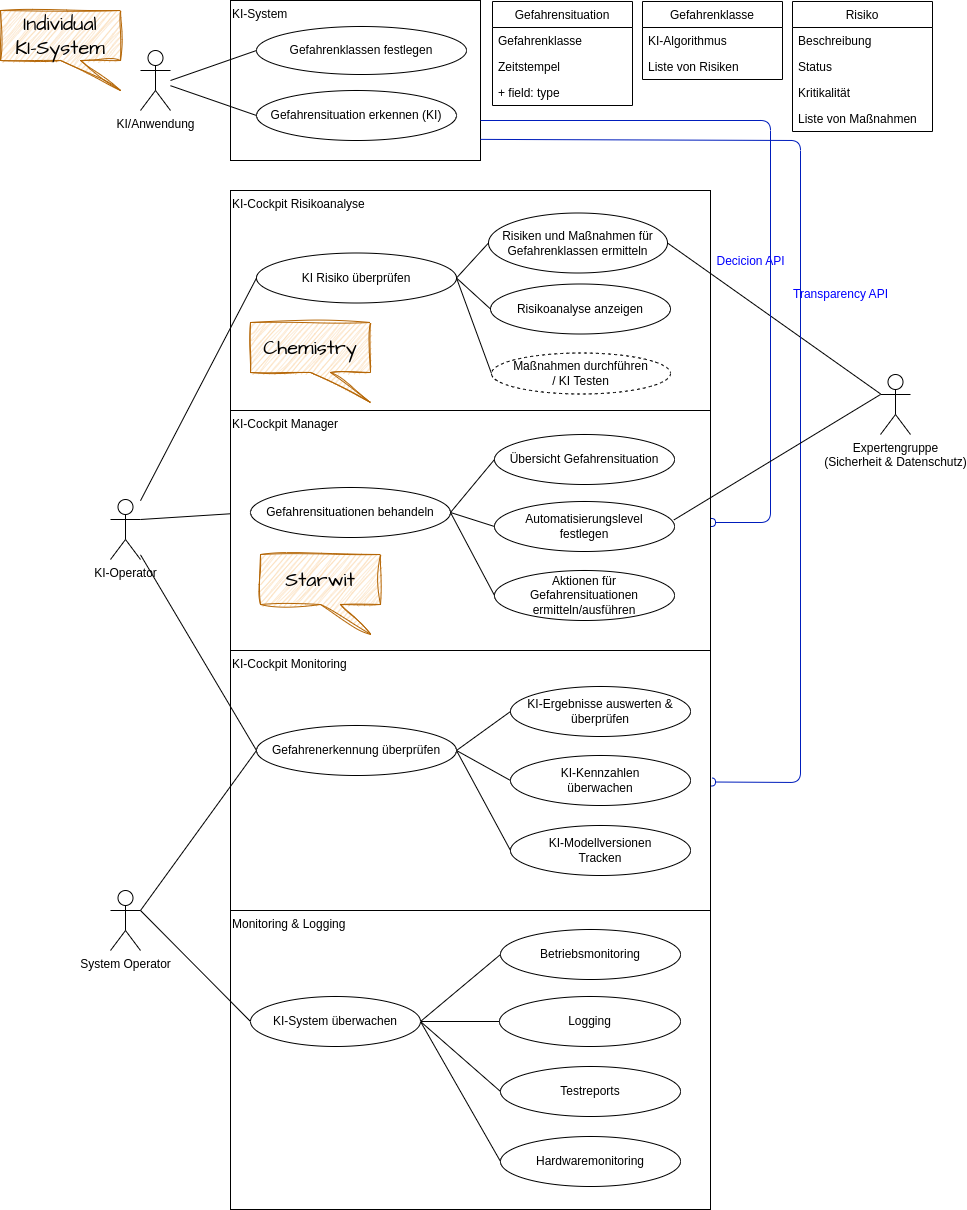 Individual
KI-System
KI/Anwendung
KI-System
Gefahrenklassen festlegen
Gefahrensituation erkennen (KI)
Gefahrensituation
Gefahrenklasse
Zeitstempel
+ field: type
Gefahrenklasse
KI-Algorithmus
Liste von Risiken
Risiko
Beschreibung
Status
Kritikalität
Liste von Maßnahmen
KI-Cockpit Risikoanalyse
KI Risiko überprüfen
Risiken und Maßnahmen für
Gefahrenklassen ermitteln
Risikoanalyse anzeigen
Maßnahmen durchführen
/ KI Testen
Chemistry
Decicion API
Transparency API
Expertengruppe
(Sicherheit & Datenschutz)
KI-Cockpit Manager
Übersicht Gefahrensituation
Gefahrensituationen behandeln
Automatisierungslevel
festlegen
Aktionen für
Gefahrensituationen
ermitteln/ausführen
Starwit
KI-Operator
KI-Cockpit Monitoring
KI-Ergebnisse auswerten &
überprüfen
Gefahrenerkennung überprüfen
KI-Kennzahlen
überwachen
KI-Modellversionen
Tracken
System Operator
Monitoring & Logging
Betriebsmonitoring
KI-System überwachen
Logging
Testreports
Hardwaremonitoring